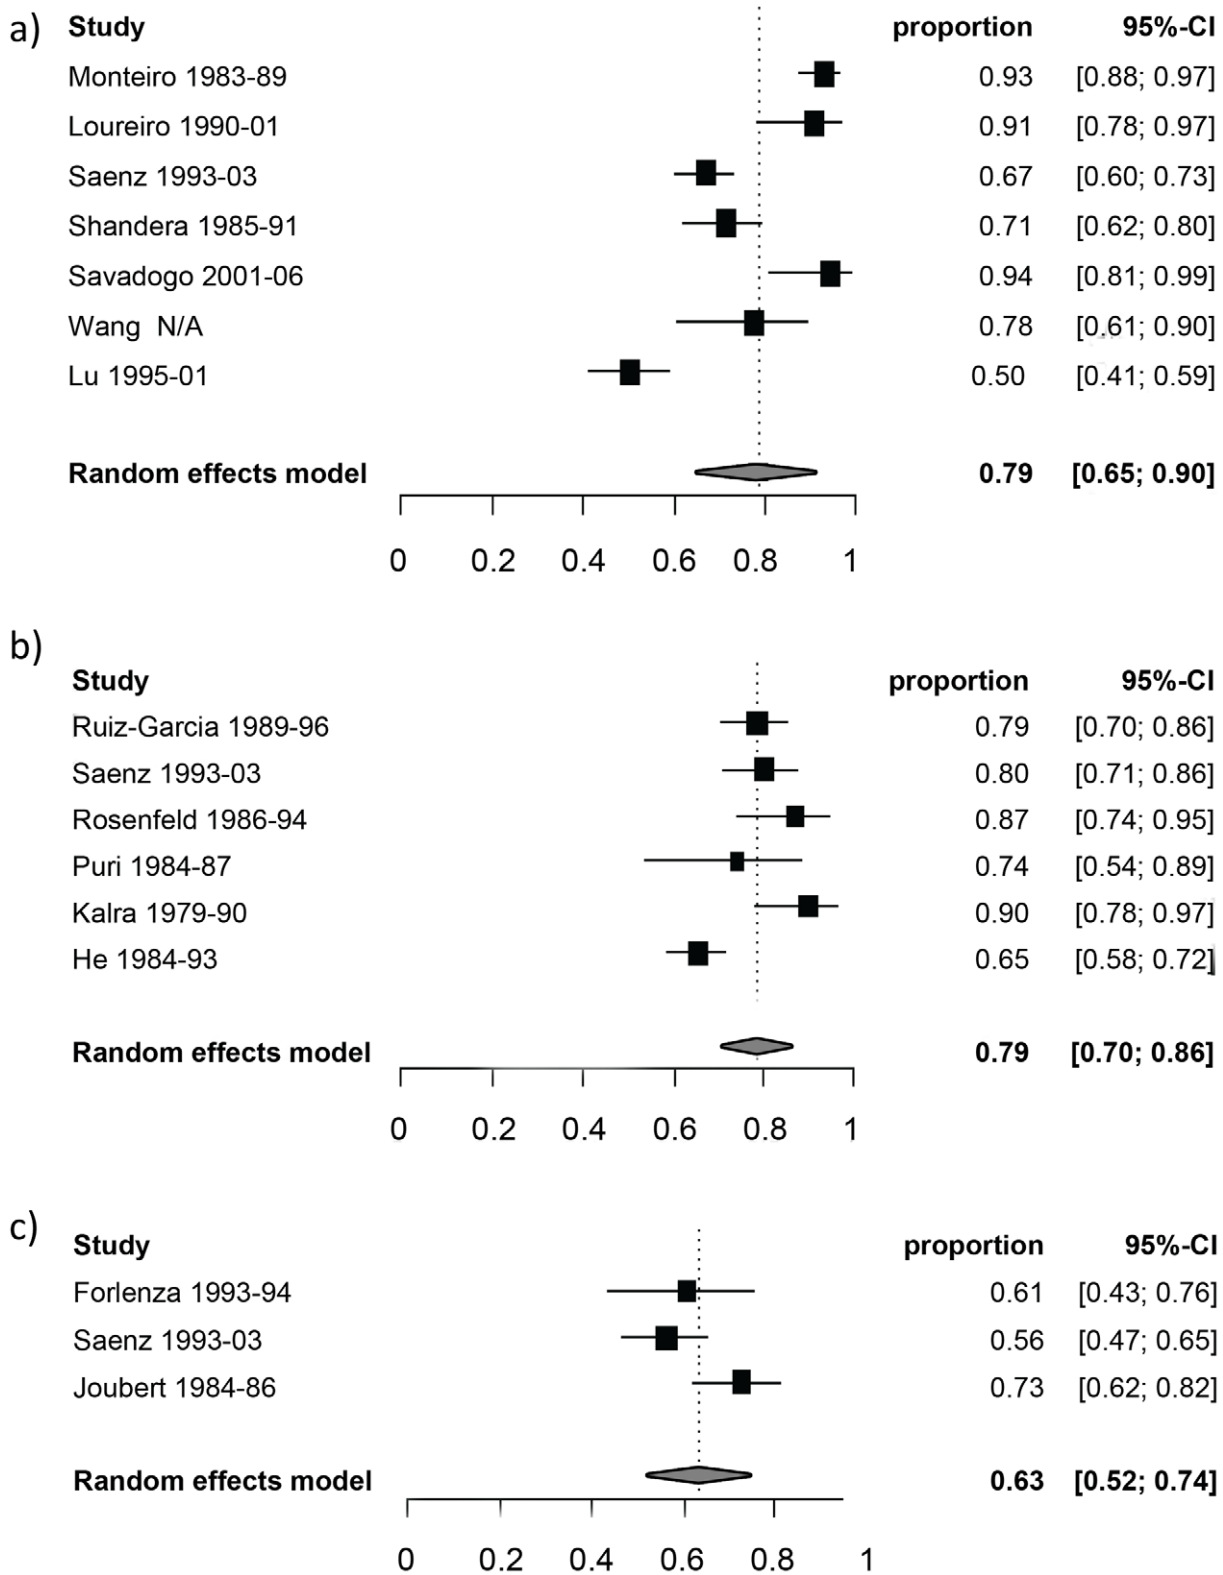 a) Study proportion 95%-CI
Monteiro 1983-89 0.93 [0.88; 0.97]
Loureiro 1990-01 0.91 [0.78; 0.97]
Saenz 1993-03 0.67 [0.60; 0.73]
Shandera 1985-91 0.71 [0.62; 0.80]
Savadogo 2001-06 0.94 [0.81; 0.99]
Wang N/A 0.78 [0.61; 0.90]
Lu 1995-01 0.50 [0.41; 0.59]
Random effects model 0.79 [0.65; 0.90]
0 0.2 0.4 0.6 0.8 1
b)
Study proportion 95%-CI
Ruiz-Garcia 1989-96 0.79 [0.70; 0.86]
Saenz 1993-03 0.80 [0.71; 0.86]
Rosenfeld 1986-94 0.87 [0.74; 0.95]
Puri 1984-87 0.74 [0.54; 0.89]
Kalra 1979-90 0.90 [0.78; 0.97]
He 1984-93 0.65 [0.58; 0.72]
Random effects model 0.79 [0.70; 0.86]
0 0.2 0.4 0.6 0.8 1
c)
Study proportion 95%-CI
Forlenza 1993-94 0.61 [0.43; 0.76]
Saenz 1993-03 0.56 [0.47; 0.65]
Joubert 1984-86 0.73 [0.62; 0.82]
Random effects model 0.63 [0.52; 0.74]
0 0.2 0.4 0.6 0.8 1